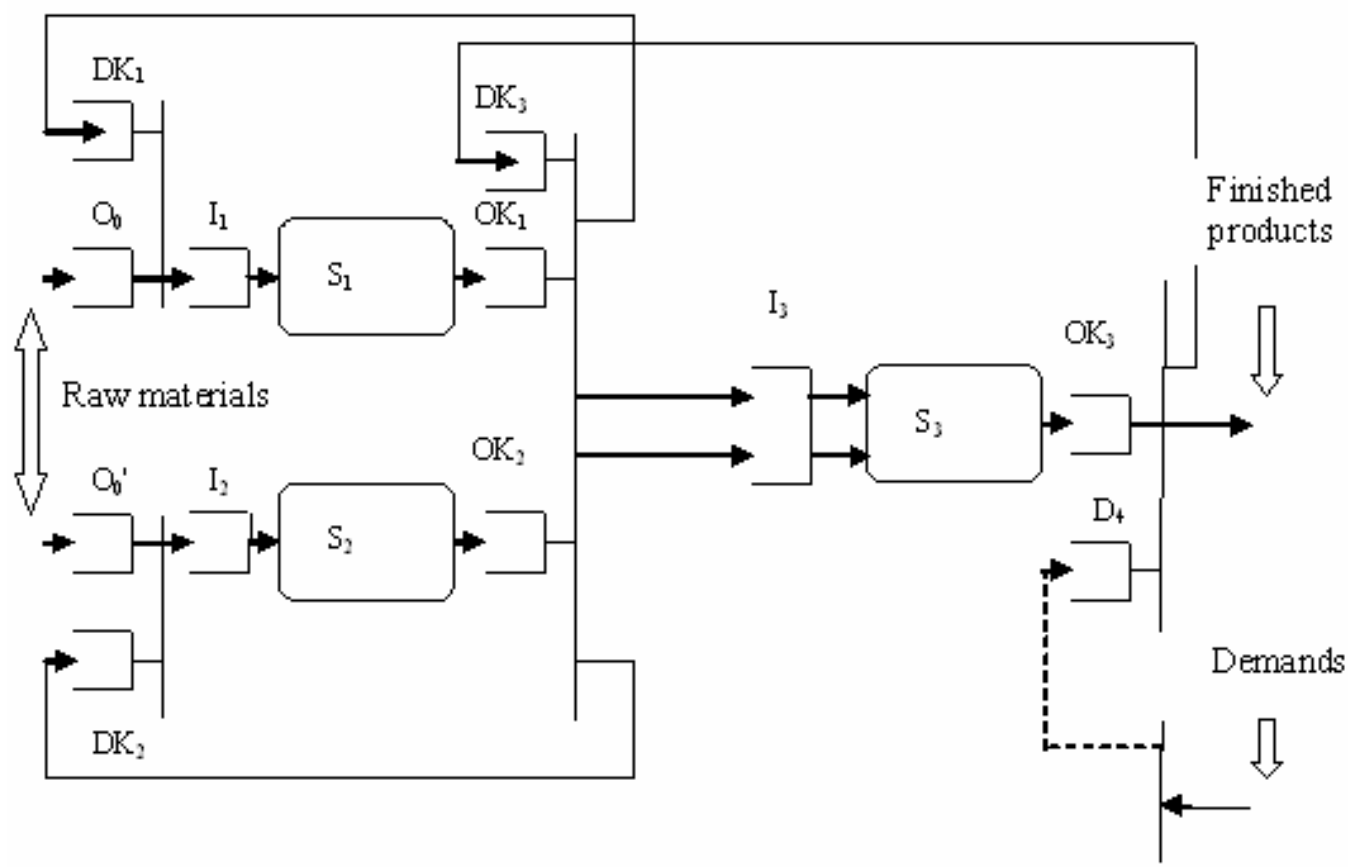 DK₁
DK₃
Finished
products
O₀
I₁
OK₁
S₁
I₃
OK₃
Raw materials
S₃
OK₂
O₀'
I₂
D₄
S₂
Demands
DK₂